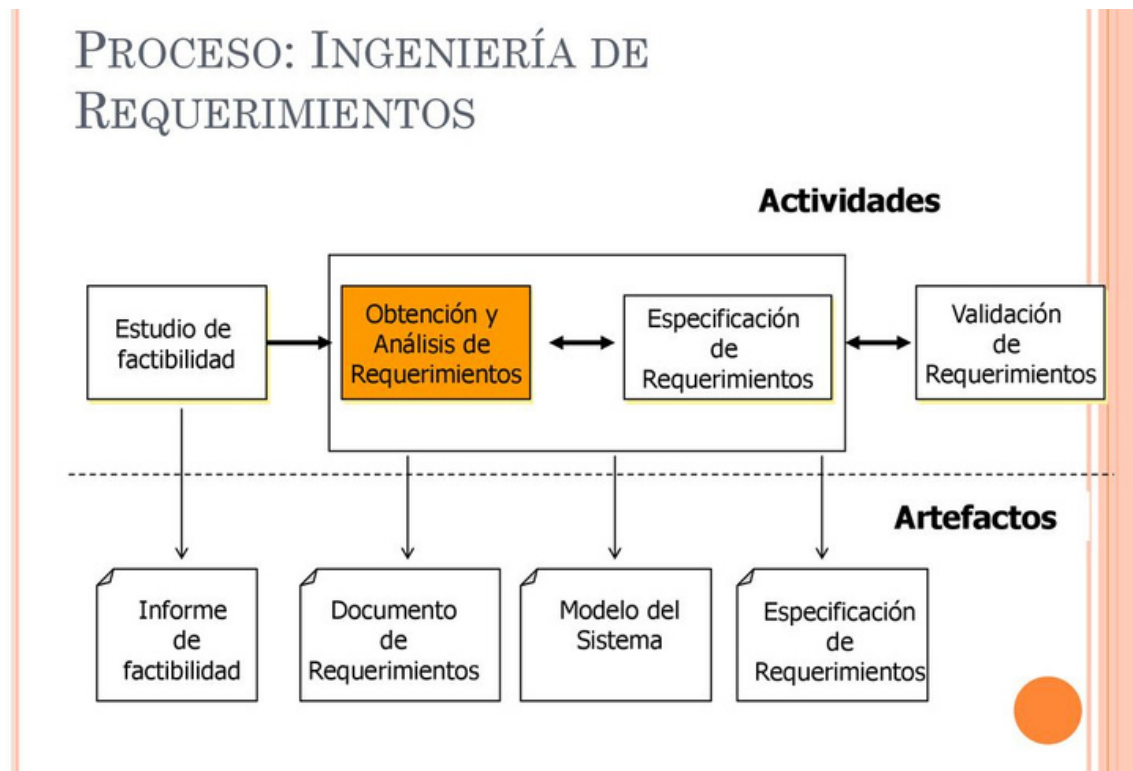 PROCESO: INGENIERÍA DE
REQUERIMIENTOS
Actividades
Estudio de
factibilidad
Obtención y
Análisis de
Requerimientos
Especificación
de
Requerimientos
Validación
de
Requerimientos
Artefactos
Informe
de
factibilidad
Documento
de
Requerimientos
Modelo del
Sistema
Especificación
de
Requerimientos